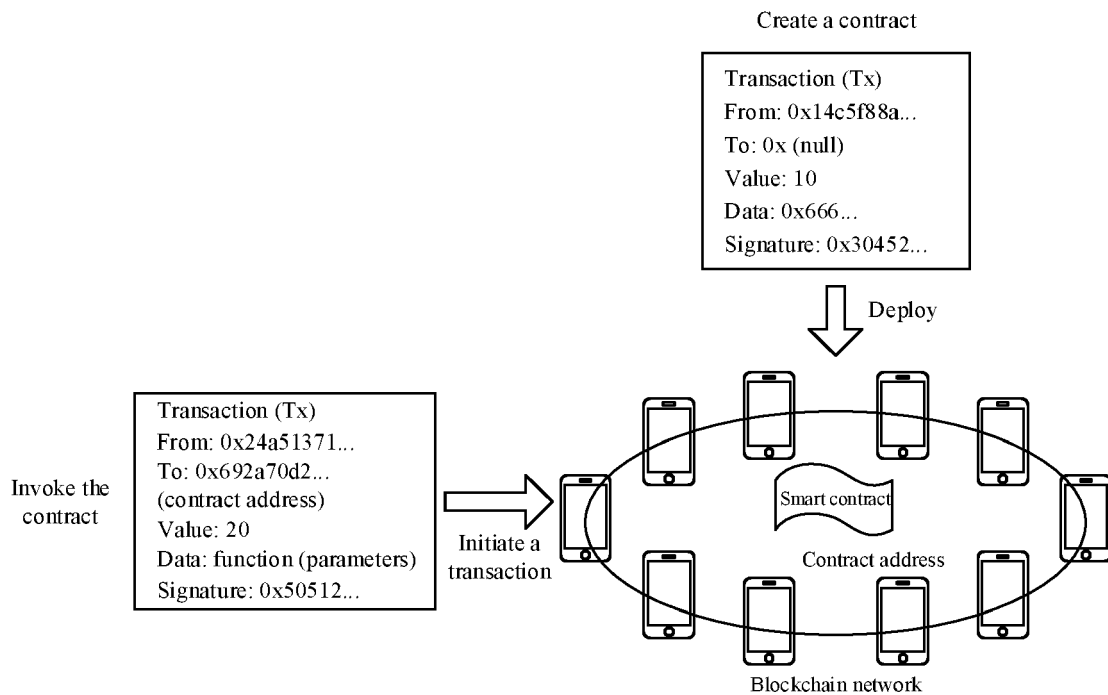 Create a contract
Transaction (Tx)
From: 0x14c5f88a...
To: 0x (null)
Value: 10
Data: 0x666...
Signature: 0x30452...
Deploy
Invoke the
contract
Transaction (Tx)
From: 0x24a51371...
To: 0x692a70d2...
(contract address)
Value: 20
Data: function (parameters)
Signature: 0x50512...
Initiate a
transaction
Smart contract
Contract address
Blockchain network